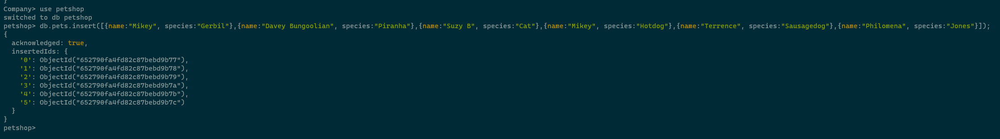 }
Company> use petshop
switched to db petshop
petshop> db.pets.insert([{name:"Mikey", species:"Gerbil"},{name:"Davey Bungoolian", species:"Piranha"},{name:"Suzy B", species:"Cat"},{name:"Mikey", species:"Hotdog"},{name:"Terrence", species:"Sausagedog"},{name:"Philomena", species:"Jones"}]);
{
  acknowledged: true,
  insertedIds: {
    '0': ObjectId("652790fa4fd82c87bebd9b77"),
    '1': ObjectId("652790fa4fd82c87bebd9b78"),
    '2': ObjectId("652790fa4fd82c87bebd9b79"),
    '3': ObjectId("652790fa4fd82c87bebd9b7a"),
    '4': ObjectId("652790fa4fd82c87bebd9b7b"),
    '5': ObjectId("652790fa4fd82c87bebd9b7c")
  }
}
petshop>